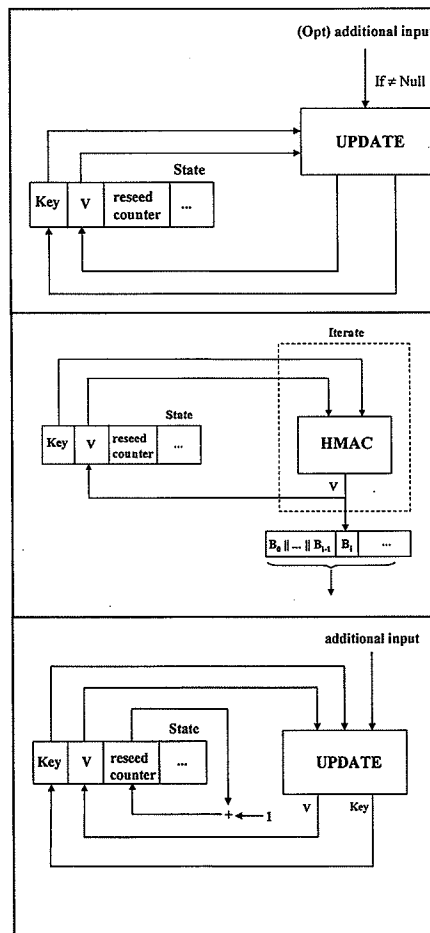 (Opt) additional input
If ≠ Null
UPDATE
State
Key V reseed counter ...
Iterate
State
Key V reseed counter ...
HMAC
V
B₀ || ... || Bᵢ₋₁ Bᵢ ...
additional input
State
Key V reseed counter ...
UPDATE
V Key
+ 1